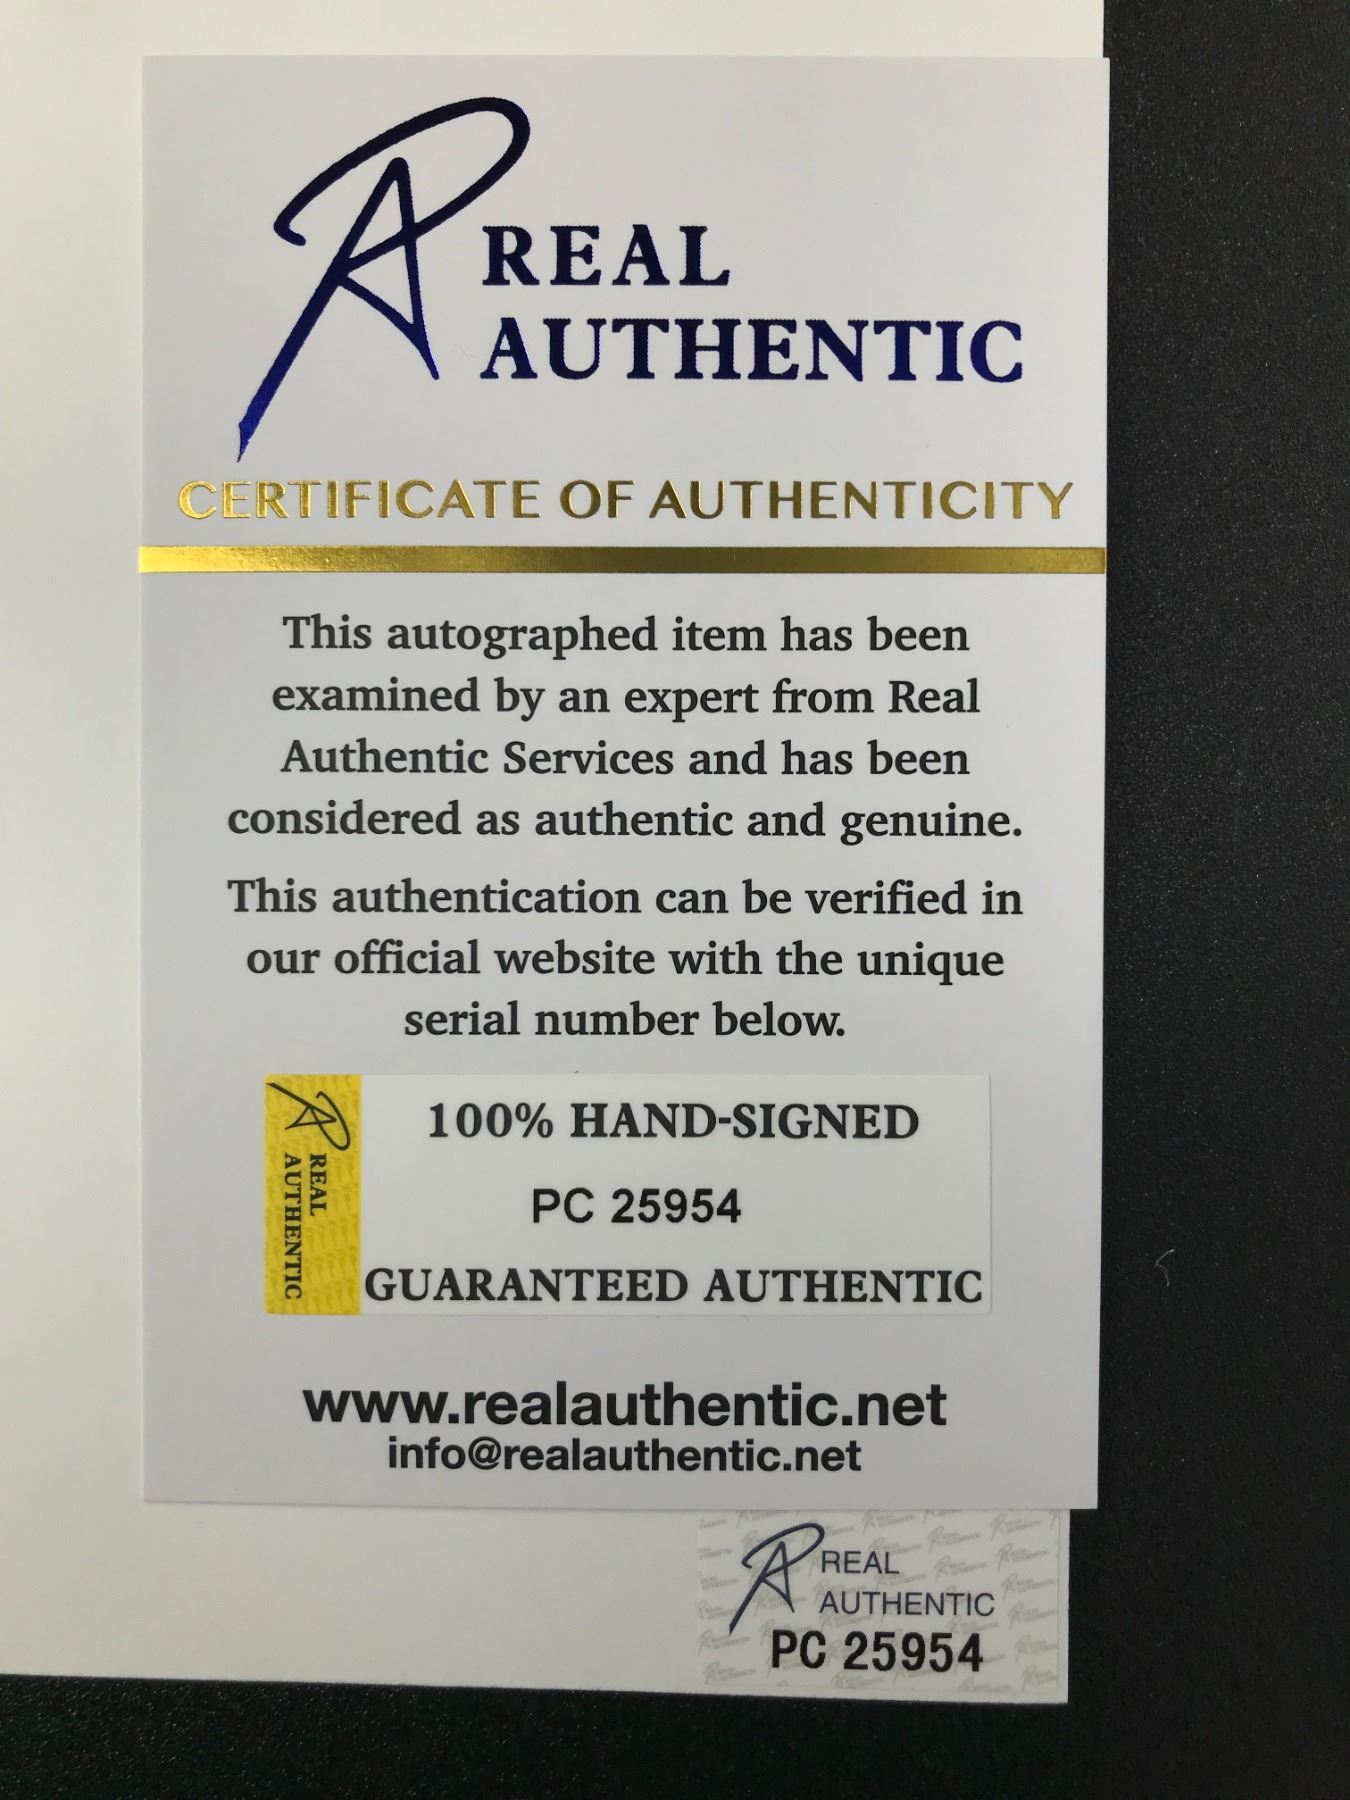 REAL
AUTHENTIC
CERTIFICATE OF AUTHENTICITY
This autographed item has been
examined by an expert from Real
Authentic Services and has been
considered as authentic and genuine.
This authentication can be verified in
our official website with the unique
serial number below.
REAL
AUTHENTIC
100% HAND-SIGNED
PC 25954
GUARANTEED AUTHENTIC
www.realauthentic.net
info@realauthentic.net
REAL
AUTHENTIC
PC 25954